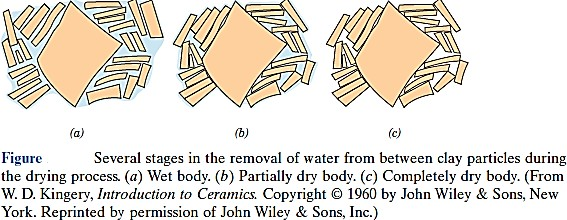 (a) (b) (c)
Figure Several stages in the removal of water from between clay particles during
the drying process. (a) Wet body. (b) Partially dry body. (c) Completely dry body. (From
W. D. Kingery, Introduction to Ceramics. Copyright © 1960 by John Wiley & Sons, New
York. Reprinted by permission of John Wiley & Sons, Inc.)